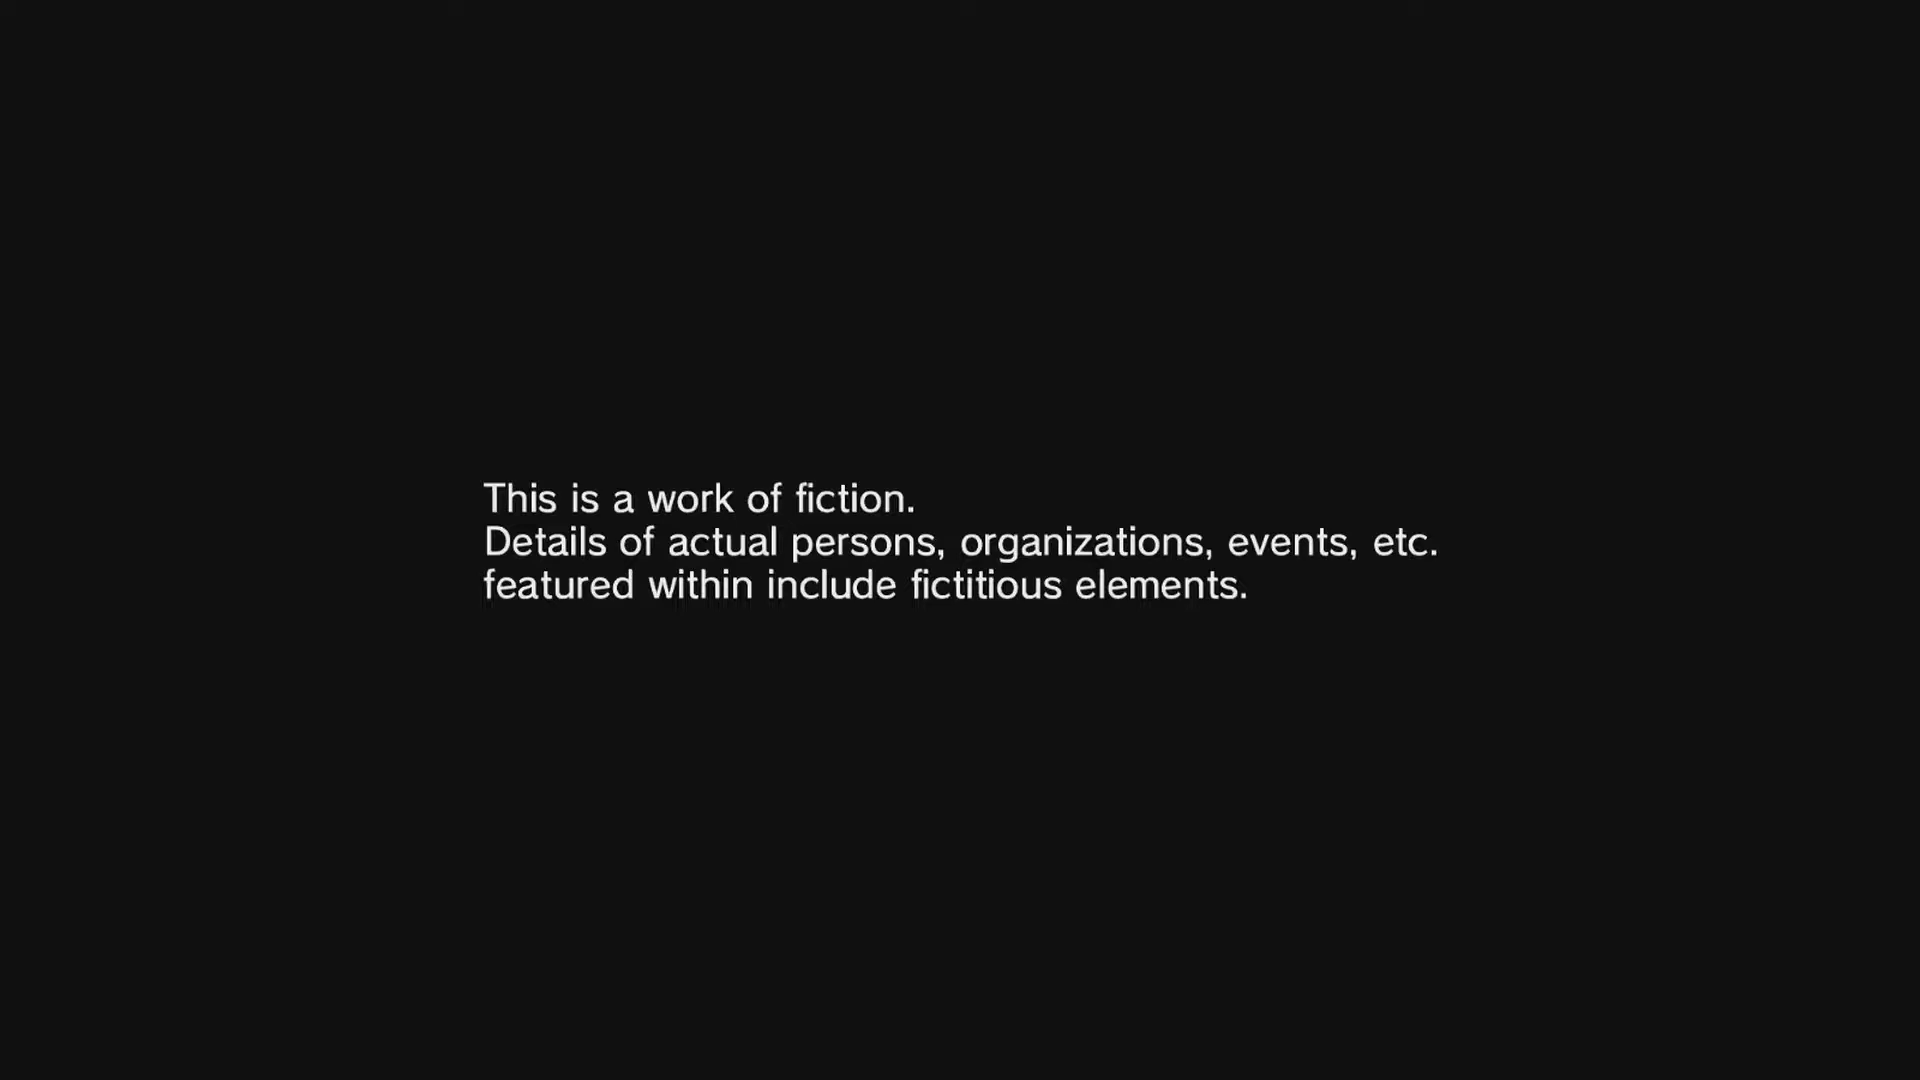 This is a work of fiction.
Details of actual persons, organizations, events, etc.
featured within include fictitious elements.